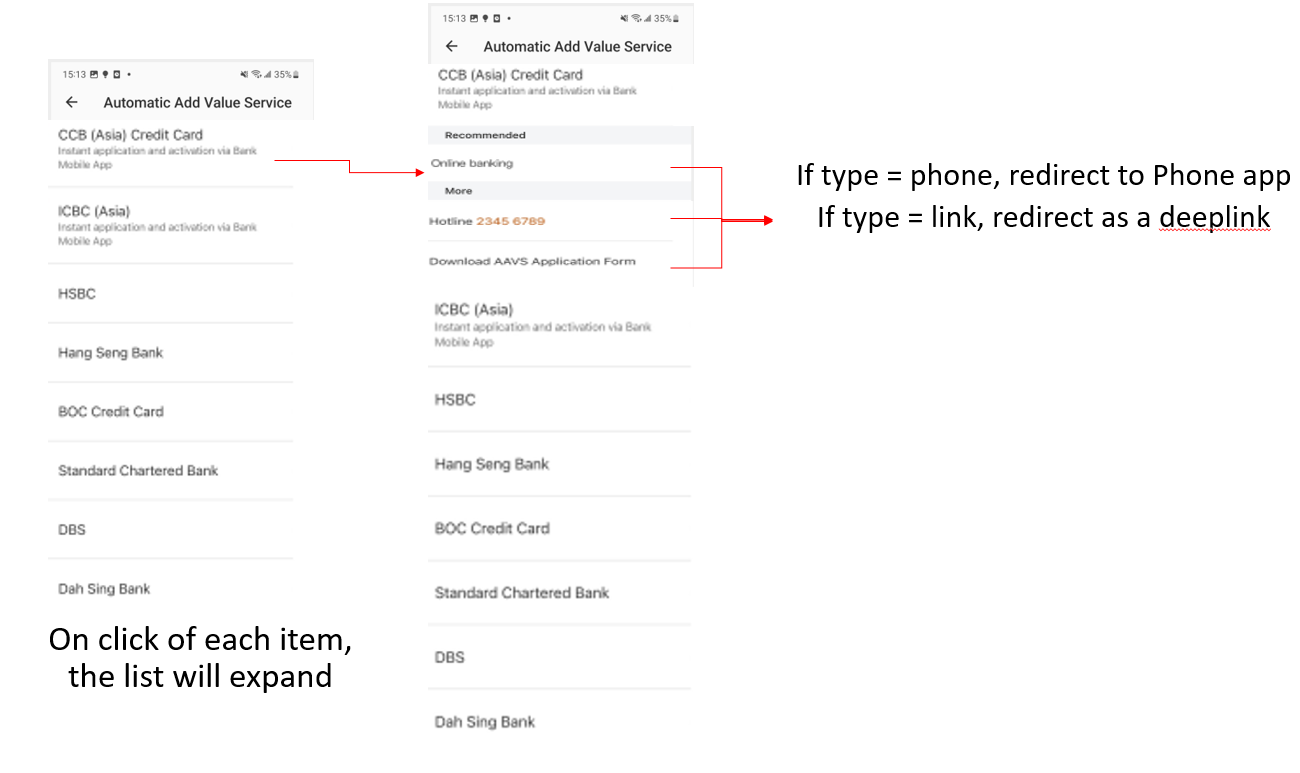 15:13
35%
Automatic Add Value Service
CCB (Asia) Credit Card
Instant application and activation via Bank
Mobile App
ICBC (Asia)
Instant application and activation via Bank
Mobile App
HSBC
Hang Seng Bank
BOC Credit Card
Standard Chartered Bank
DBS
Dah Sing Bank
On click of each item,
the list will expand
15:13
35%
Automatic Add Value Service
CCB (Asia) Credit Card
Instant application and activation via Bank
Mobile App
Recommended
Online banking
More
Hotline 2345 6789
Download AAVS Application Form
ICBC (Asia)
Instant application and activation via Bank
Mobile App
HSBC
Hang Seng Bank
BOC Credit Card
Standard Chartered Bank
DBS
Dah Sing Bank
If type = phone, redirect to Phone app
If type = link, redirect as a deeplink